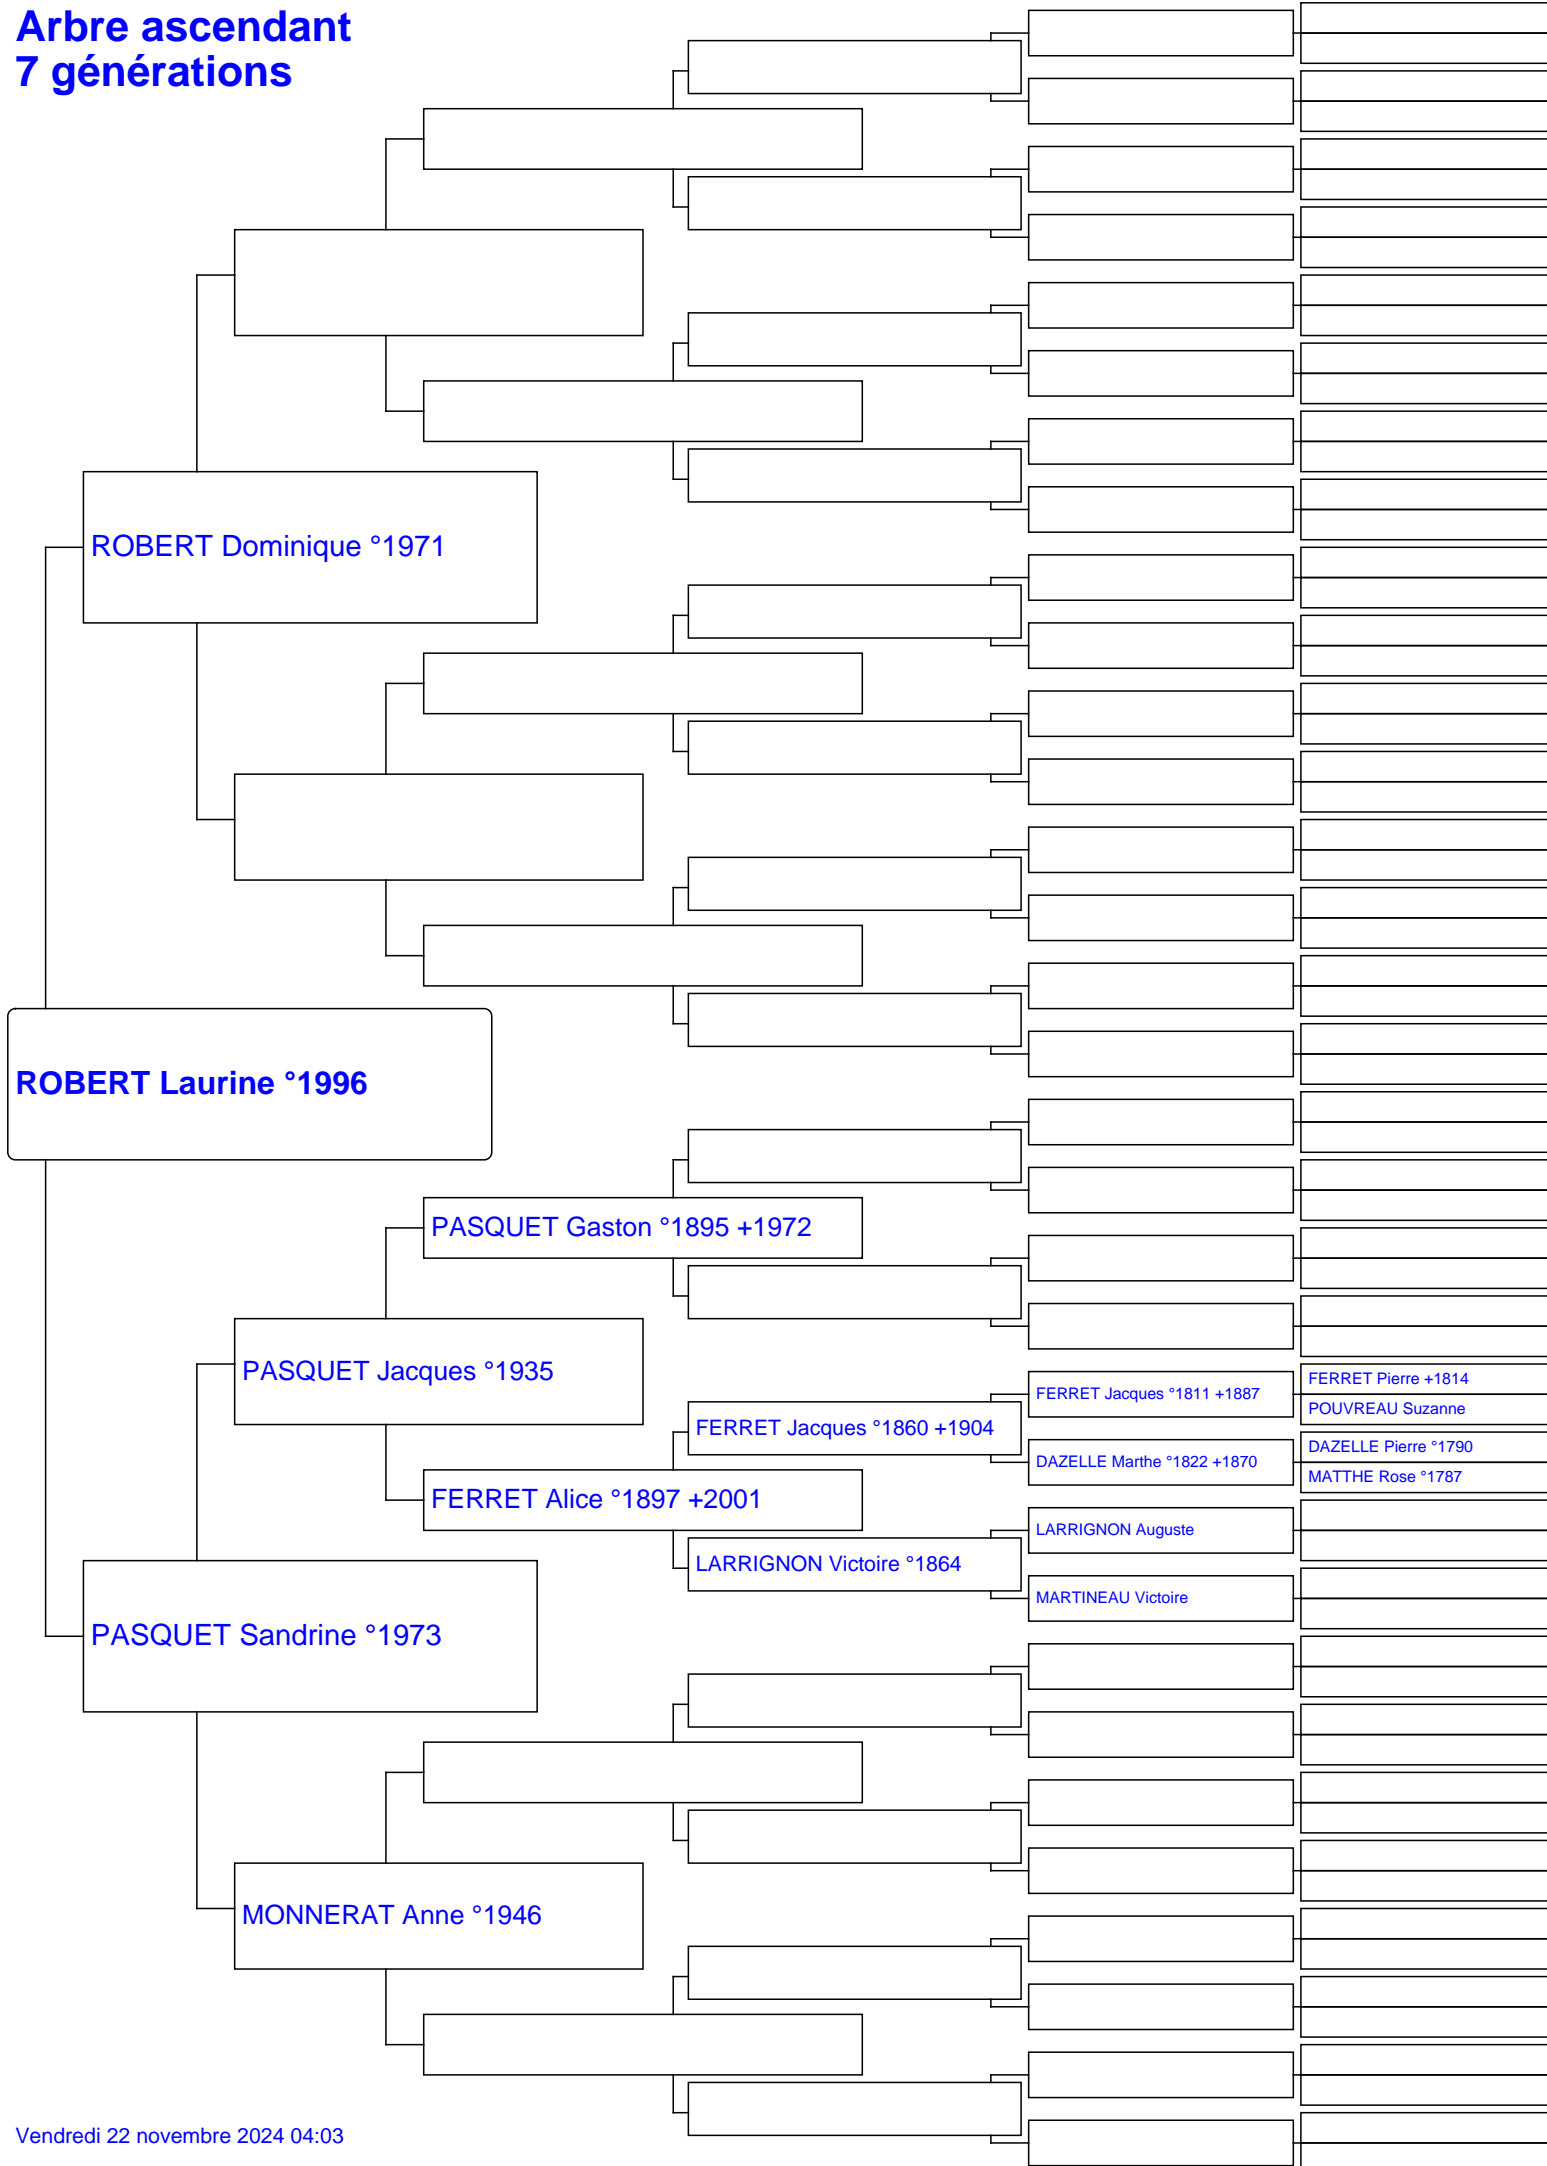 Arbre ascendant
7 générations
ROBERT Dominique °1971
ROBERT Laurine °1996
PASQUET Gaston °1895 +1972
PASQUET Jacques °1935
FERRET Jacques °1811 +1887
FERRET Pierre +1814
POUVREAU Suzanne
FERRET Jacques °1860 +1904
DAZELLE Marthe °1822 +1870
DAZELLE Pierre °1790
MATTHE Rose °1787
FERRET Alice °1897 +2001
LARRIGNON Auguste
LARRIGNON Victoire °1864
MARTINEAU Victoire
PASQUET Sandrine °1973
MONNERAT Anne °1946
Vendredi 22 novembre 2024 04:03